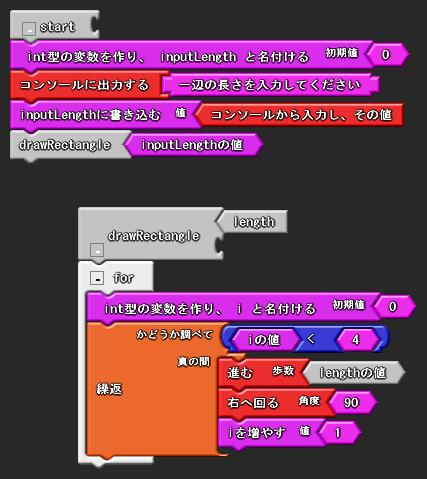 start
int型の変数を作り、 inputLength と名付ける 初期値 0
コンソールに出力する 一辺の長さを入力してください
inputLengthに書き込む 値 コンソールから入力し、その値
drawRectangle inputLengthの値
drawRectangle length
for
int型の変数を作り、 i と名付ける 初期値 0
かどうか調べて iの値 < 4
真の間
進む 歩数 lengthの値
繰返
右へ回る 角度 90
iを増やす 値 1